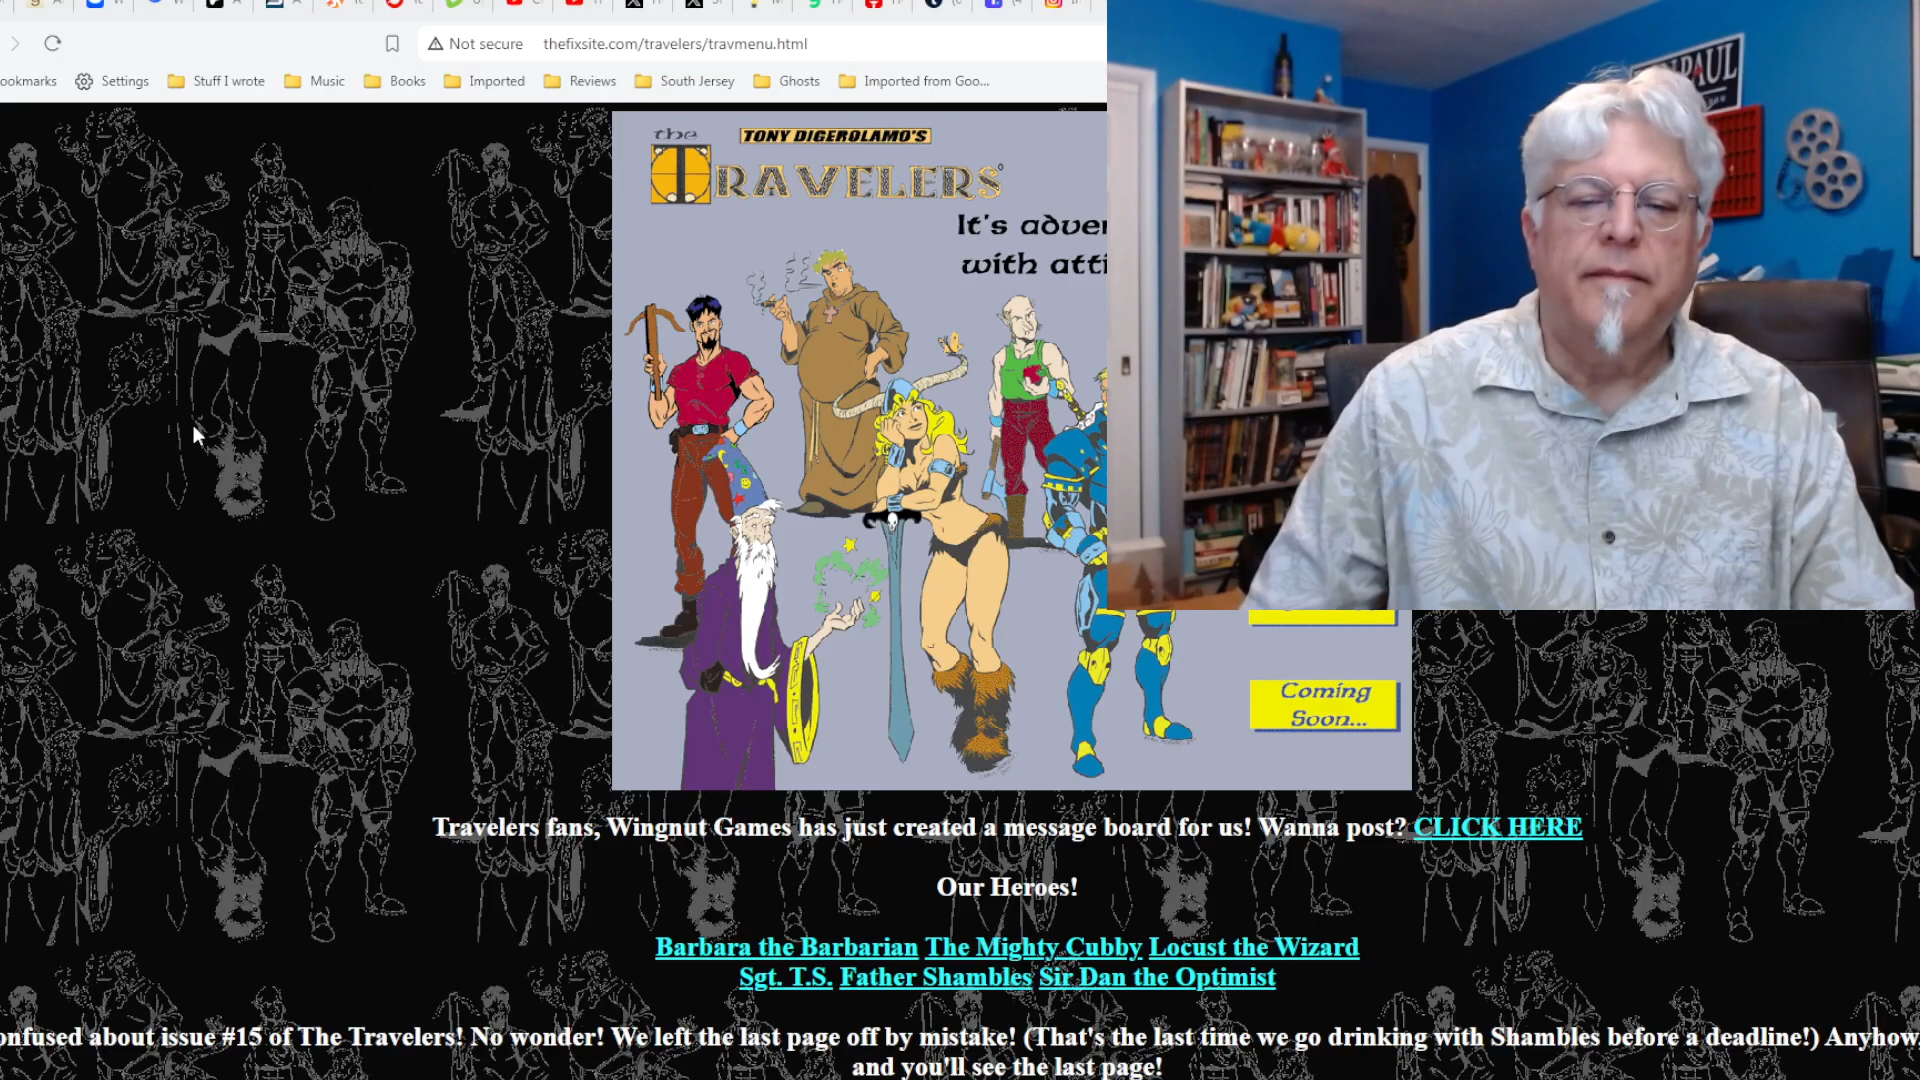 Not secure thefixsite.com/travelers/travmenu.html
ookmarks Settings Stuff I wrote Music Books Imported Reviews South Jersey Ghosts Imported from Goo...
the TONY DIGEROLAMO'S
TRAVELERS
It's adver
with atti
PAUL
Coming
Soon...
Travelers fans, Wingnut Games has just created a message board for us! Wanna post? CLICK HERE
Our Heroes!
Barbara the Barbarian The Mighty Cubby Locust the Wizard
Sgt. T.S. Father Shambles Sir Dan the Optimist
onfused about issue #15 of The Travelers! No wonder! We left the last page off by mistake! (That's the last time we go drinking with Shambles before a deadline!) Anyhow,
and you'll see the last page!